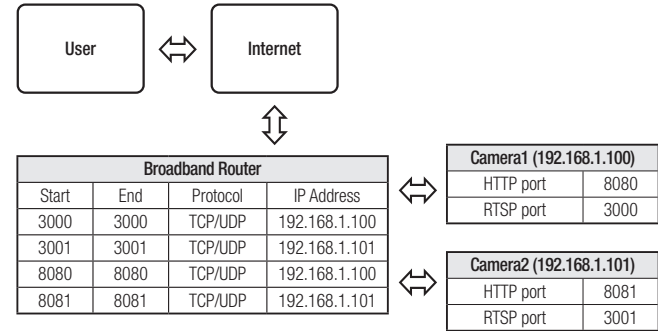 User
Internet
Broadband Router
Start End Protocol IP Address
3000 3000 TCP/UDP 192.168.1.100
3001 3001 TCP/UDP 192.168.1.101
8080 8080 TCP/UDP 192.168.1.100
8081 8081 TCP/UDP 192.168.1.101
Camera1 (192.168.1.100)
HTTP port 8080
RTSP port 3000
Camera2 (192.168.1.101)
HTTP port 8081
RTSP port 3001